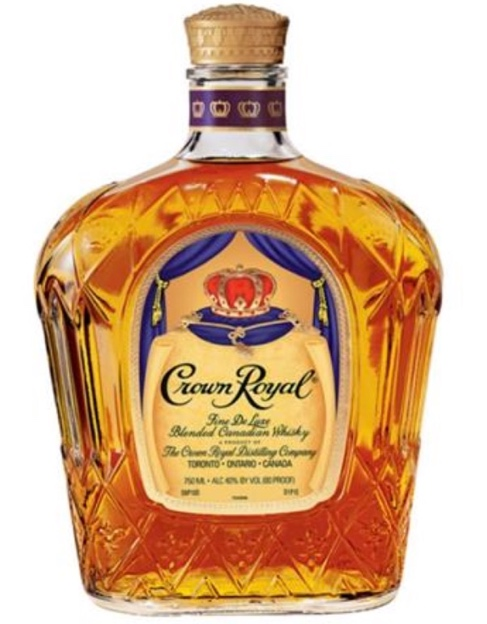 Crown Royal®
Fine De Luxe
Blended Canadian Whisky
A PRODUCT OF
The Crown Royal Distilling Company
TORONTO • ONTARIO • CANADA
750 ML • ALC 40% BY VOL (80 PROOF)